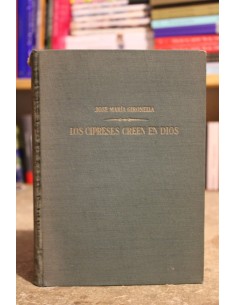 JOSÉ MARÍA GIRONELLA
LOS CIPRESES CREEN EN DIOS